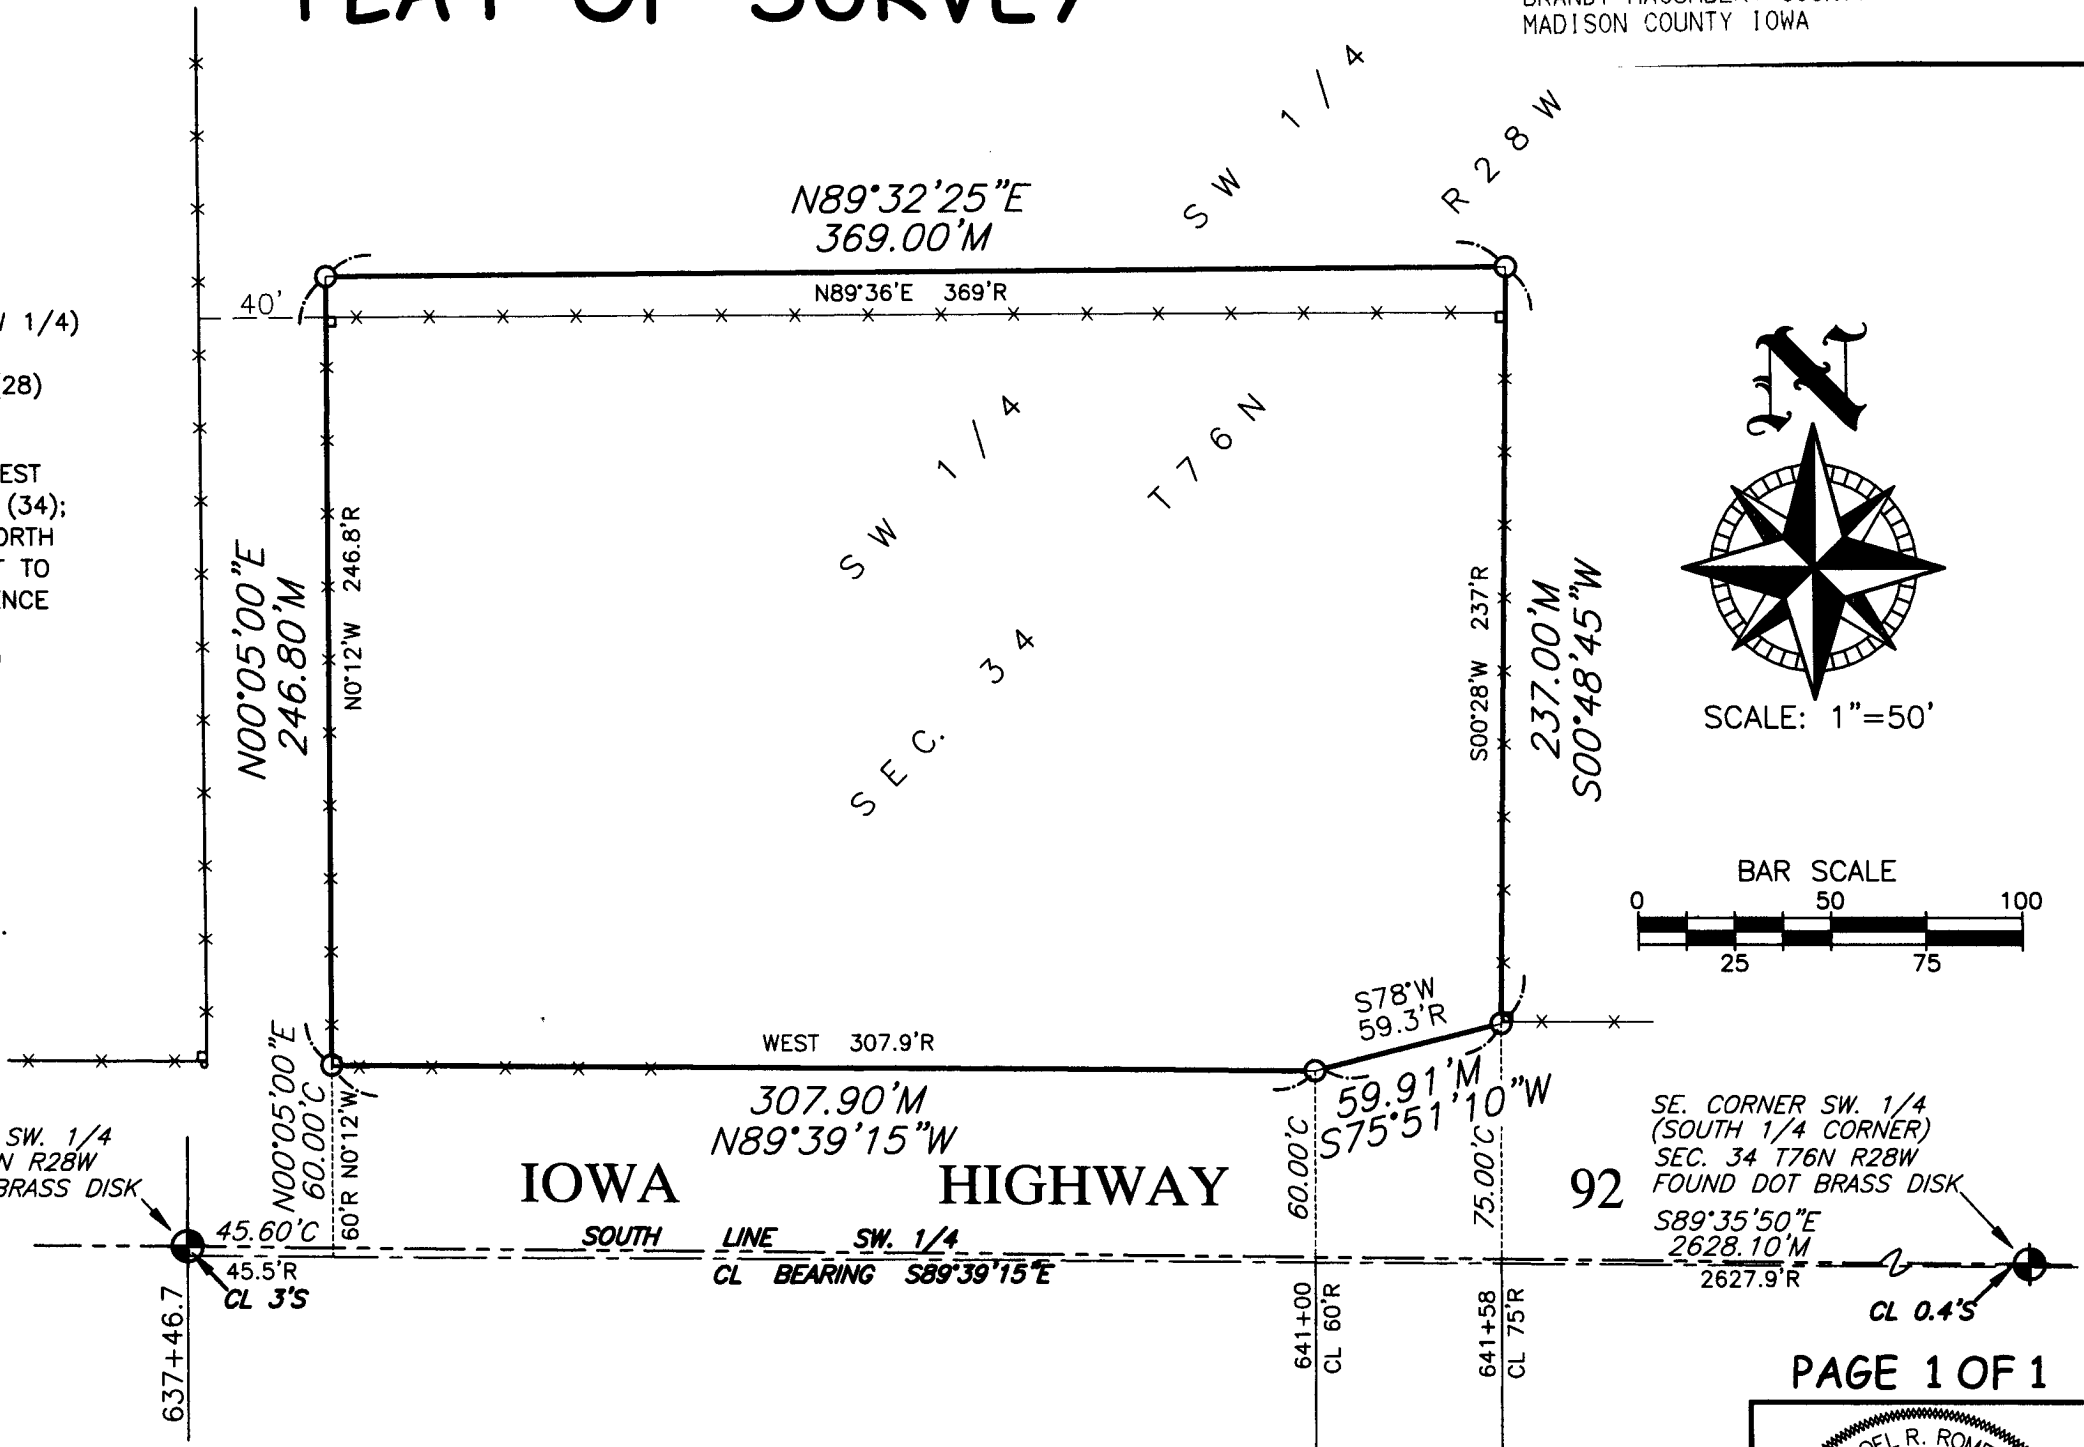 PLAT OF SURVEY
MADISON COUNTY IOWA
SW 1/4
R28W
N89°32'25"E
369.00'M
N89°36'E 369'R
40'
1/4)
28)
EST
(34);
ORTH
T TO
ENCE
SW 1/4
T76N
SEC. 34
N00°05'00"E
246.80'M
N0°12'W 246.8'R
S00°28'W 237'R
237.00'M
S00°48'45"W
N
SCALE: 1"=50'
BAR SCALE
0 50 100
25 75
S78°W
59.3'R
WEST 307.9'R
307.90'M
N89°39'15"W
59.91'M
S75°51'10"W
N00°05'00"E
60.00'C
60'R N0°12'W
60.00'C
75.00'C
SW. 1/4
N R28W
BRASS DISK
IOWA HIGHWAY 92
SE. CORNER SW. 1/4
(SOUTH 1/4 CORNER)
SEC. 34 T76N R28W
FOUND DOT BRASS DISK
S89°35'50"E
2628.10'M
2627.9'R
45.60'C
45.5'R
CL 3'S
SOUTH LINE SW. 1/4
CL BEARING S89°39'15"E
CL 0.4'S
637+46.7
641+00
CL 60'R
641+58
CL 75'R
PAGE 1 OF 1